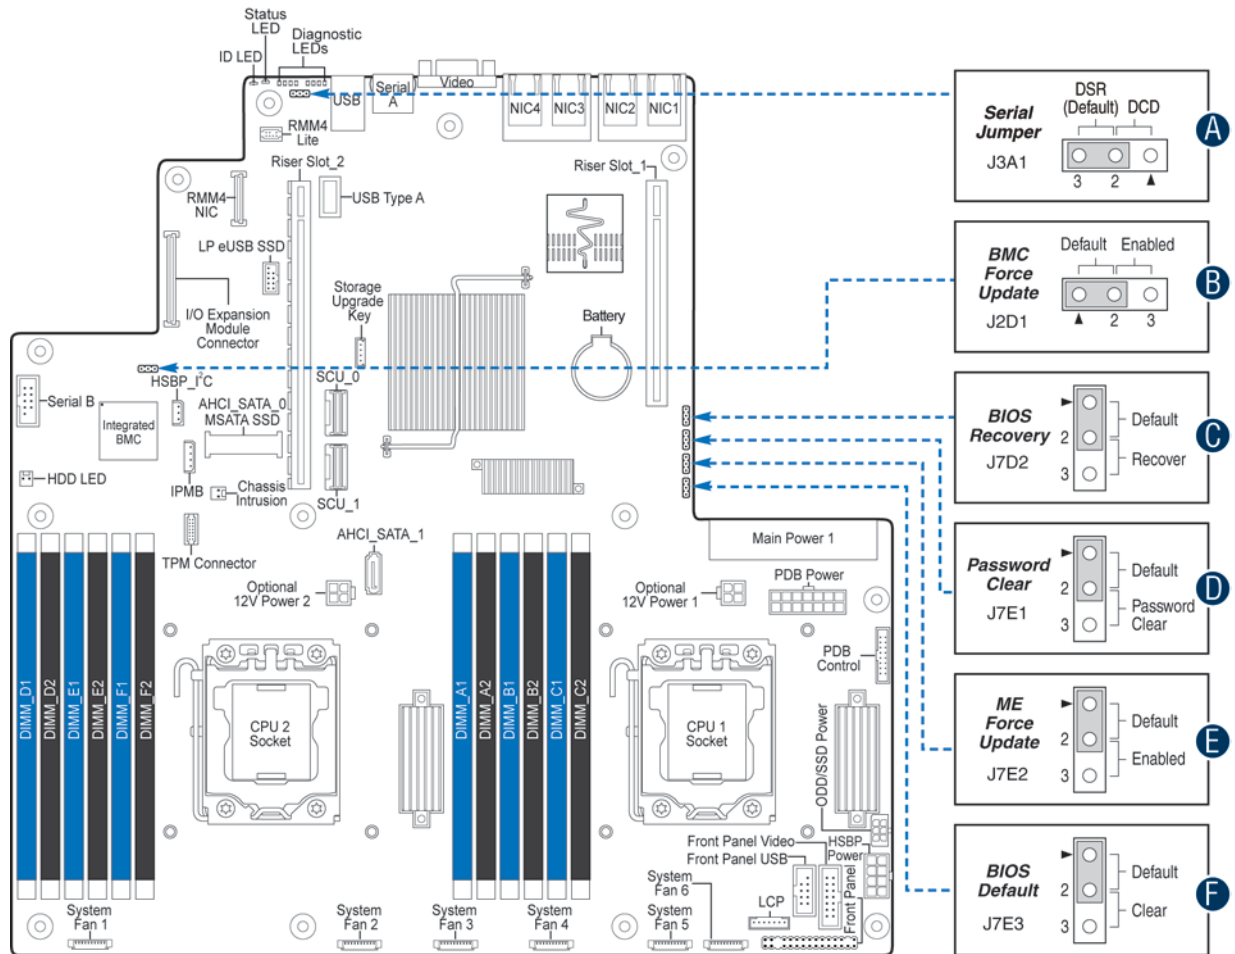 Status
LED
Diagnostic
LEDs
ID LED
USB
Serial
A
Video
NIC4
NIC3
NIC2
NIC1
RMM4
Lite
Riser Slot_2
Riser Slot_1
RMM4
NIC
USB Type A
LP eUSB SSD
Storage
Upgrade
Key
I/O Expansion
Module
Connector
Battery
HSBP_I²C
SCU_0
Serial B
Integrated
BMC
AHCI_SATA_0
MSATA SSD
HDD LED
IPMB
Chassis
Intrusion
SCU_1
TPM Connector
AHCI_SATA_1
Main Power 1
Optional
12V Power 2
Optional
12V Power 1
PDB Power
PDB
Control
DIMM_D1
DIMM_D2
DIMM_E1
DIMM_E2
DIMM_F1
DIMM_F2
CPU 2
Socket
DIMM_A1
DIMM_A2
DIMM_B1
DIMM_B2
DIMM_C1
DIMM_C2
CPU 1
Socket
ODD/SSD Power
Front Panel Video
Front Panel USB
HSBP
Power
System
Fan 6
LCP
Front Panel
System
Fan 1
System
Fan 2
System
Fan 3
System
Fan 4
System
Fan 5
Serial
Jumper
J3A1
DSR
(Default)
DCD
3 2
A
BMC
Force
Update
J2D1
Default Enabled
2 3
B
BIOS
Recovery
J7D2
2
3
Default
Recover
C
Password
Clear
J7E1
2
3
Default
Password
Clear
D
ME
Force
Update
J7E2
2
3
Default
Enabled
E
BIOS
Default
J7E3
2
3
Default
Clear
F